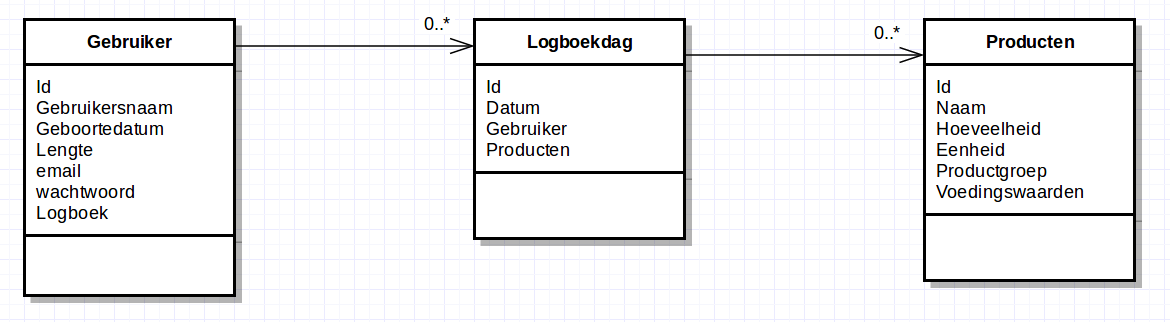 Gebruiker
Id
Gebruikersnaam
Geboortedatum
Lengte
email
wachtwoord
Logboek
0..*
Logboekdag
Id
Datum
Gebruiker
Producten
0..*
Producten
Id
Naam
Hoeveelheid
Eenheid
Productgroep
Voedingswaarden